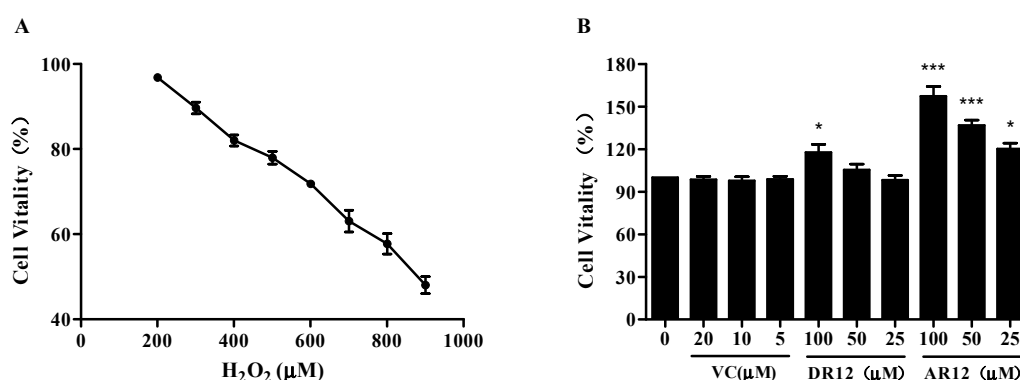 A
100
80
60
40
Cell Vitality (%)
0 200 400 600 800 1000
H₂O₂ (μM)
B
180
150
120
90
60
30
0
Cell Vitality (%)
* *** *** *
0 20 10 5 100 50 25 100 50 25
VC(μM) DR12 (μM) AR12 (μM)